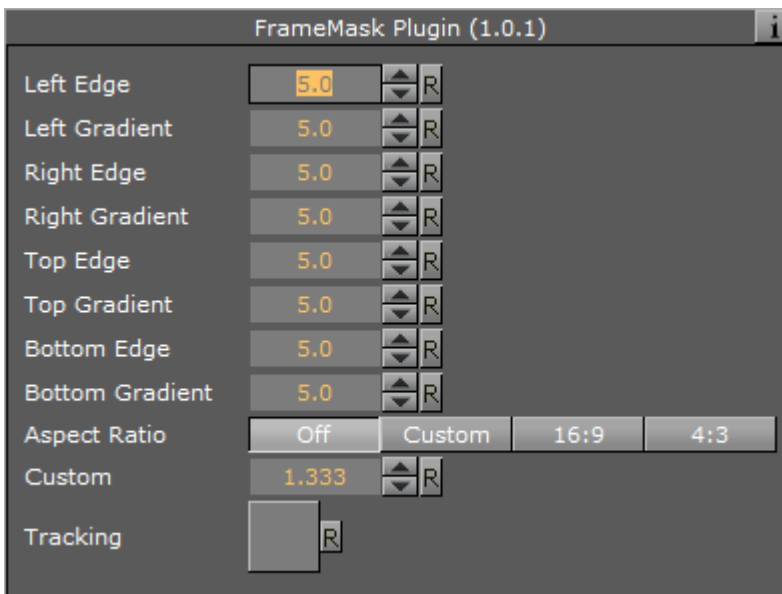 FrameMask Plugin (1.0.1) i
Left Edge 5.0 R
Left Gradient 5.0 R
Right Edge 5.0 R
Right Gradient 5.0 R
Top Edge 5.0 R
Top Gradient 5.0 R
Bottom Edge 5.0 R
Bottom Gradient 5.0 R
Aspect Ratio Off Custom 16:9 4:3
Custom 1.333 R
Tracking R